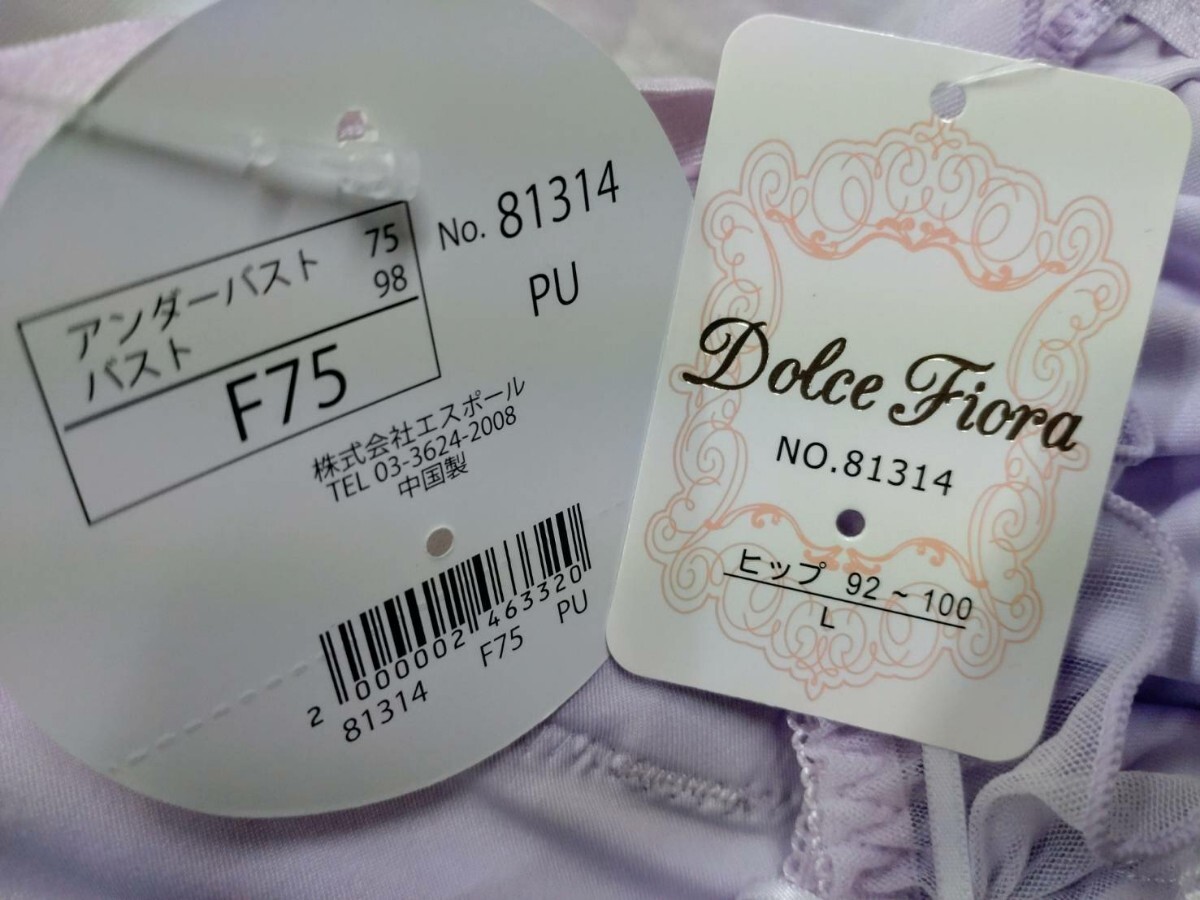 No. 81314
PU
アンダーバスト 75
バスト 98
F75
株式会社エスポール
TEL 03-3624-2008
中国製
2 000002 463320
81314 F75 PU
Dolce Fiora
NO.81314
ヒップ 92 ~ 100
L